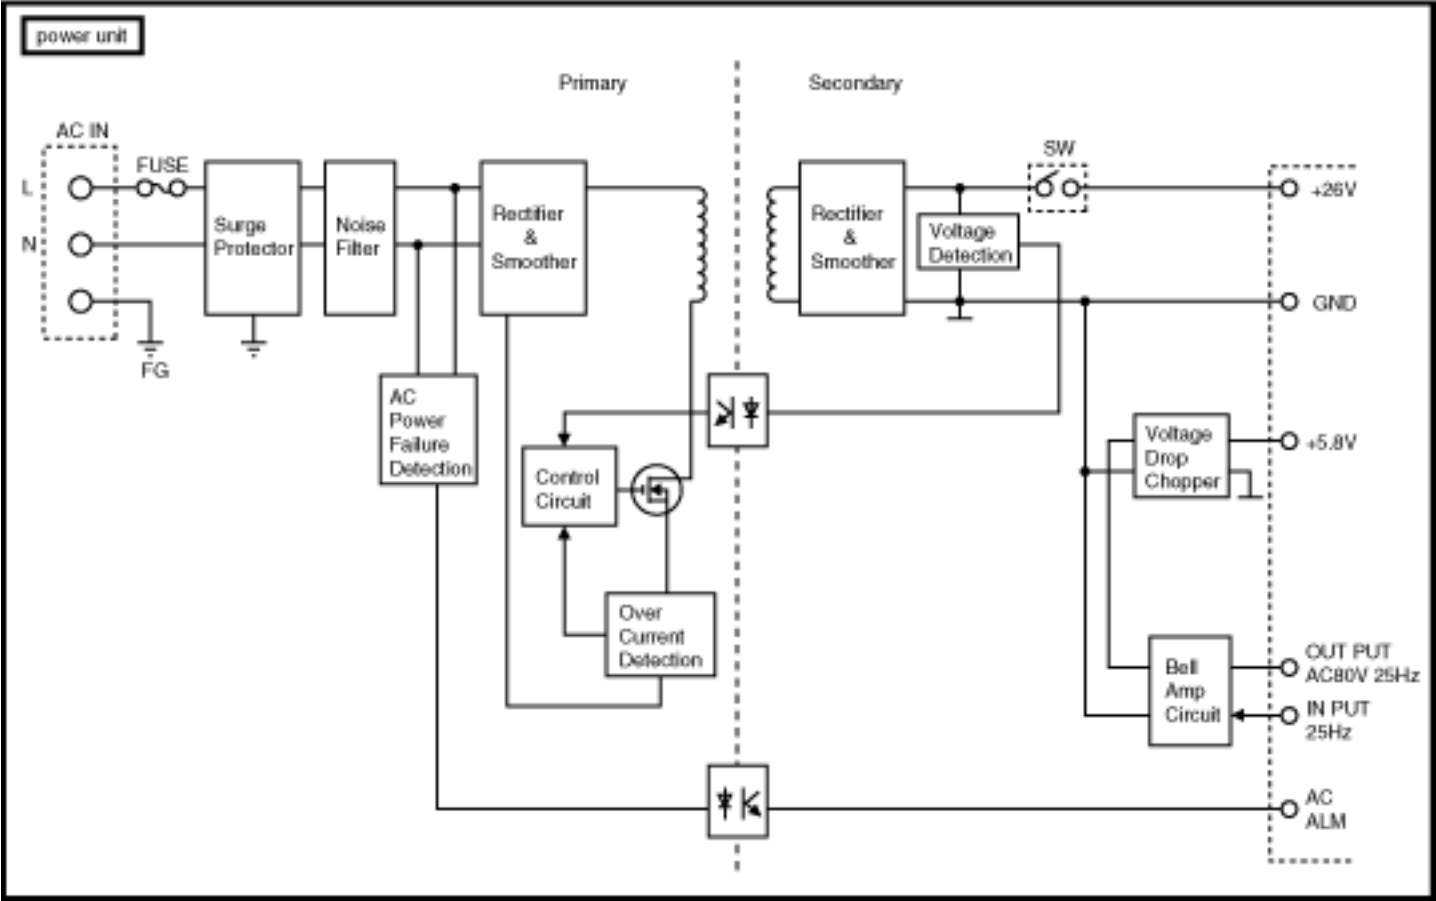 power unit
Primary
Secondary
AC IN
FUSE
SW
L
N
FG
Surge
Protector
Noise
Filter
Rectifier
&
Smoother
Rectifier
&
Smoother
Voltage
Detection
+26V
GND
AC
Power
Failure
Detection
Control
Circuit
Over
Current
Detection
Voltage
Drop
Chopper
+5.8V
Bell
Amp
Circuit
OUT PUT
AC80V 25Hz
IN PUT
25Hz
AC
ALM